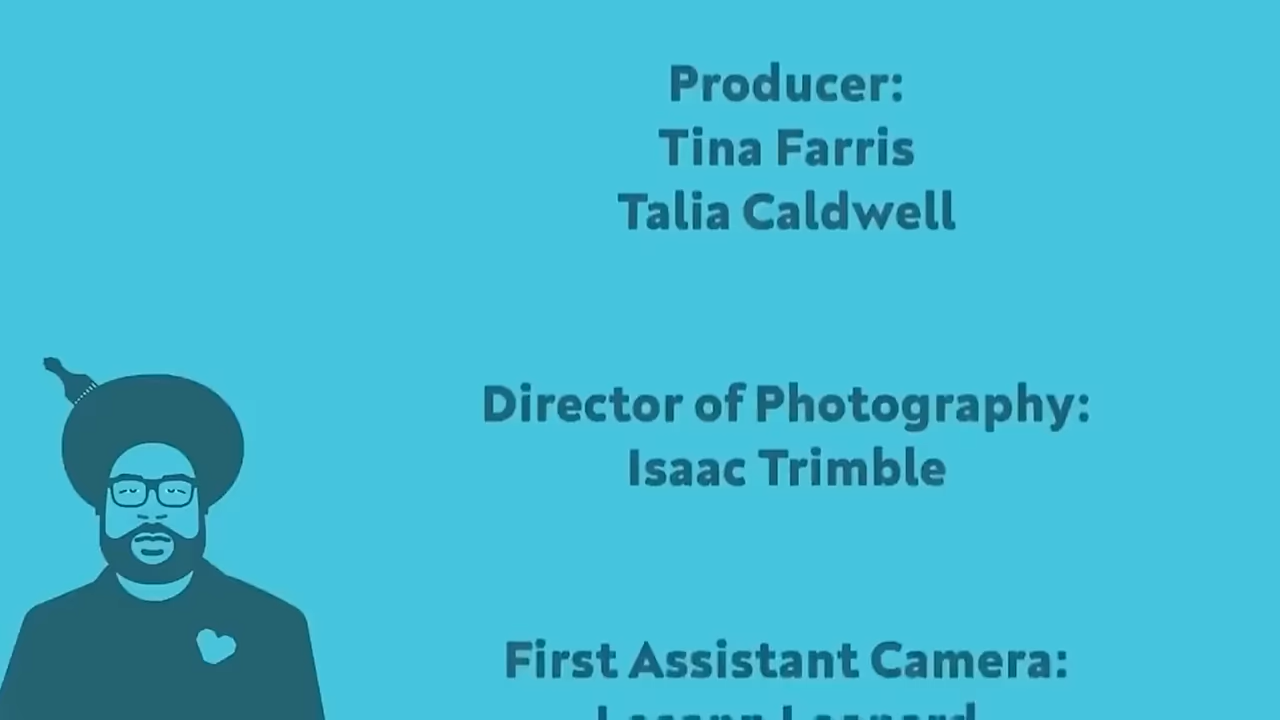 Producer:
Tina Farris
Talia Caldwell
Director of Photography:
Isaac Trimble
First Assistant Camera: